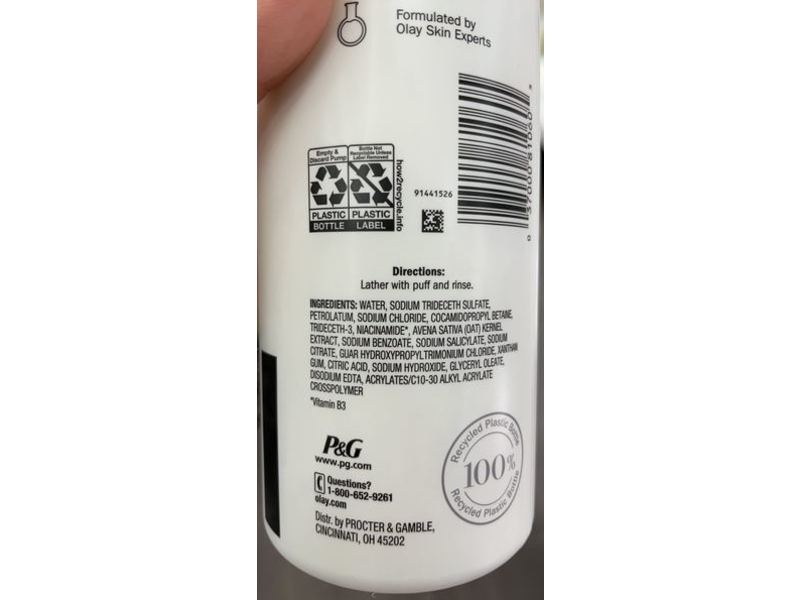 Formulated by
Olay Skin Experts
Empty &
Discard Pump
Bottle Not
Recyclable Unless
Label Removed
PLASTIC
BOTTLE
PLASTIC
LABEL
how2recycle.info
91441526
0 37000 81060 3
Directions:
Lather with puff and rinse.
INGREDIENTS: WATER, SODIUM TRIDECETH SULFATE,
PETROLATUM, SODIUM CHLORIDE, COCAMIDOPROPYL BETAINE,
TRIDECETH-3, NIACINAMIDE*, AVENA SATIVA (OAT) KERNEL
EXTRACT, SODIUM BENZOATE, SODIUM SALICYLATE, SODIUM
CITRATE, GUAR HYDROXYPROPYLTRIMONIUM CHLORIDE, XANTHAN
GUM, CITRIC ACID, SODIUM HYDROXIDE, GLYCERYL OLEATE,
DISODIUM EDTA, ACRYLATES/C10-30 ALKYL ACRYLATE
CROSSPOLYMER
*Vitamin B3
P&G
www.pg.com
Questions?
1-800-652-9261
olay.com
Distr. by PROCTER & GAMBLE,
CINCINNATI, OH 45202
Recycled Plastic Bottle
100%
Recycled Plastic Bottle